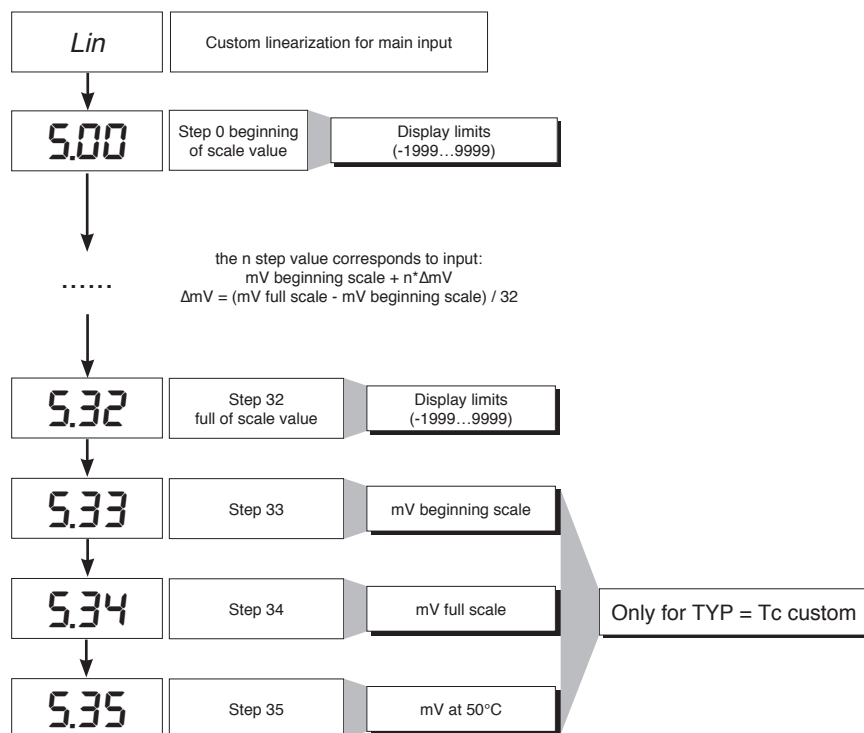 Lin
Custom linearization for main input
S.00
Step 0 beginning
of scale value
Display limits
(-1999...9999)
......
the n step value corresponds to input:
mV beginning scale + n*ΔmV
ΔmV = (mV full scale - mV beginning scale) / 32
S.32
Step 32
full of scale value
Display limits
(-1999...9999)
S.33
Step 33
mV beginning scale
S.34
Step 34
mV full scale
Only for TYP = Tc custom
S.35
Step 35
mV at 50°C